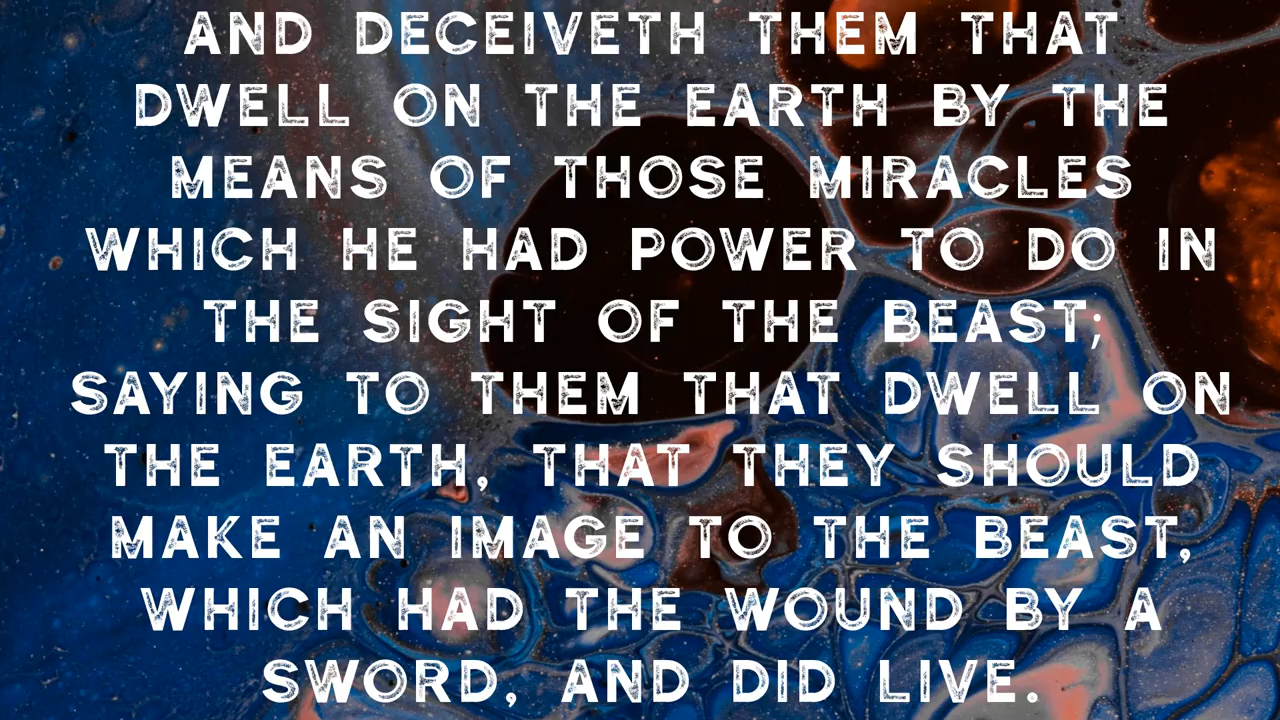 AND DECEIVETH THEM THAT
DWELL ON THE EARTH BY THE
MEANS OF THOSE MIRACLES
WHICH HE HAD POWER TO DO IN
THE SIGHT OF THE BEAST;
SAYING TO THEM THAT DWELL ON
THE EARTH, THAT THEY SHOULD
MAKE AN IMAGE TO THE BEAST,
WHICH HAD THE WOUND BY A
SWORD, AND DID LIVE.